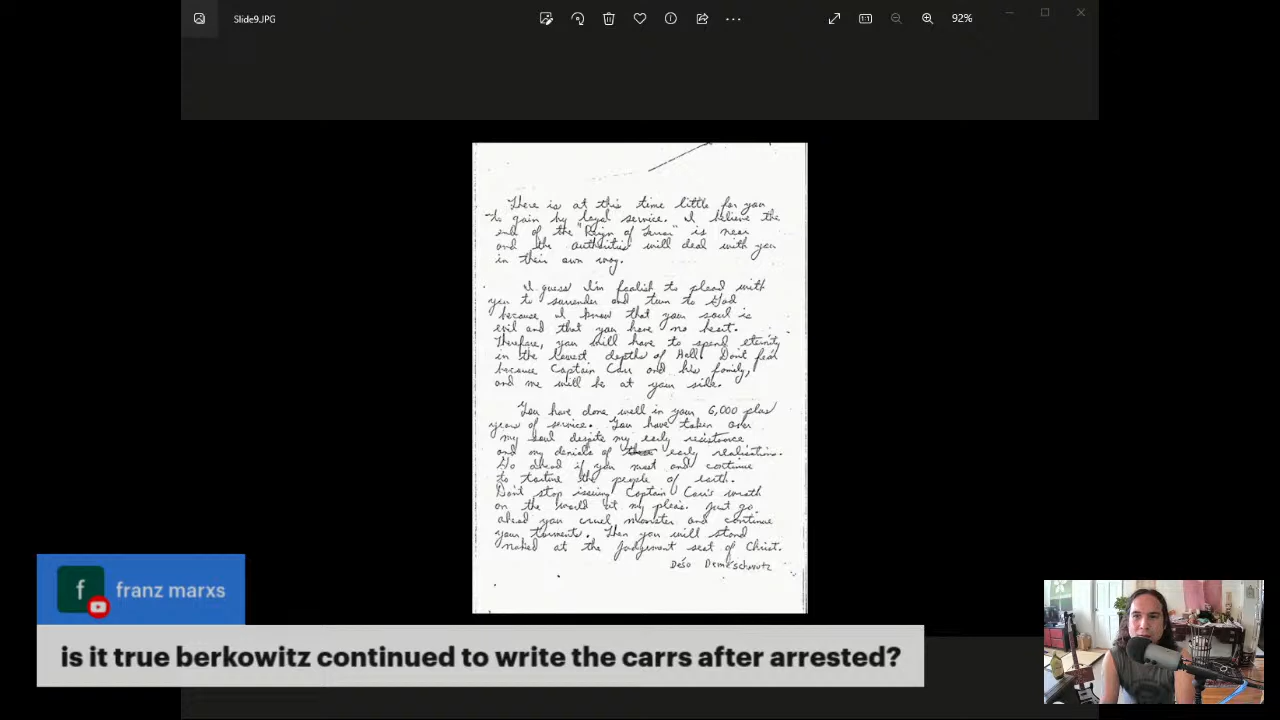 Slide9.JPG
92%
There is at this time little for you
to gain by legal service. I believe the
end of the "Reign of Terror" is near
and the authorities will deal with you
in their own way.
I guess I'm foolish to plead with
you to surrender and turn to God
because I know that your soul is
evil and that you have no heart.
Therefore, you will have to spend eternity
in the lowest depths of Hell. Don't fear
because Captain Carr and his family,
and me will be at your side.
You have done well in your 6,000 plus
years of service. You have taken over
my soul despite my early resistance
and my denials of early realisations.
Go ahead if you must and continue
to torture the people of earth.
Don't stop issuing Captain Carr's wrath
on the world at my pleas. Just go
ahead you cruel monster and continue
your torments. Then you will stand
naked at the judgement seat of Christ.
f franz marxs
is it true berkowitz continued to write the carrs after arrested?